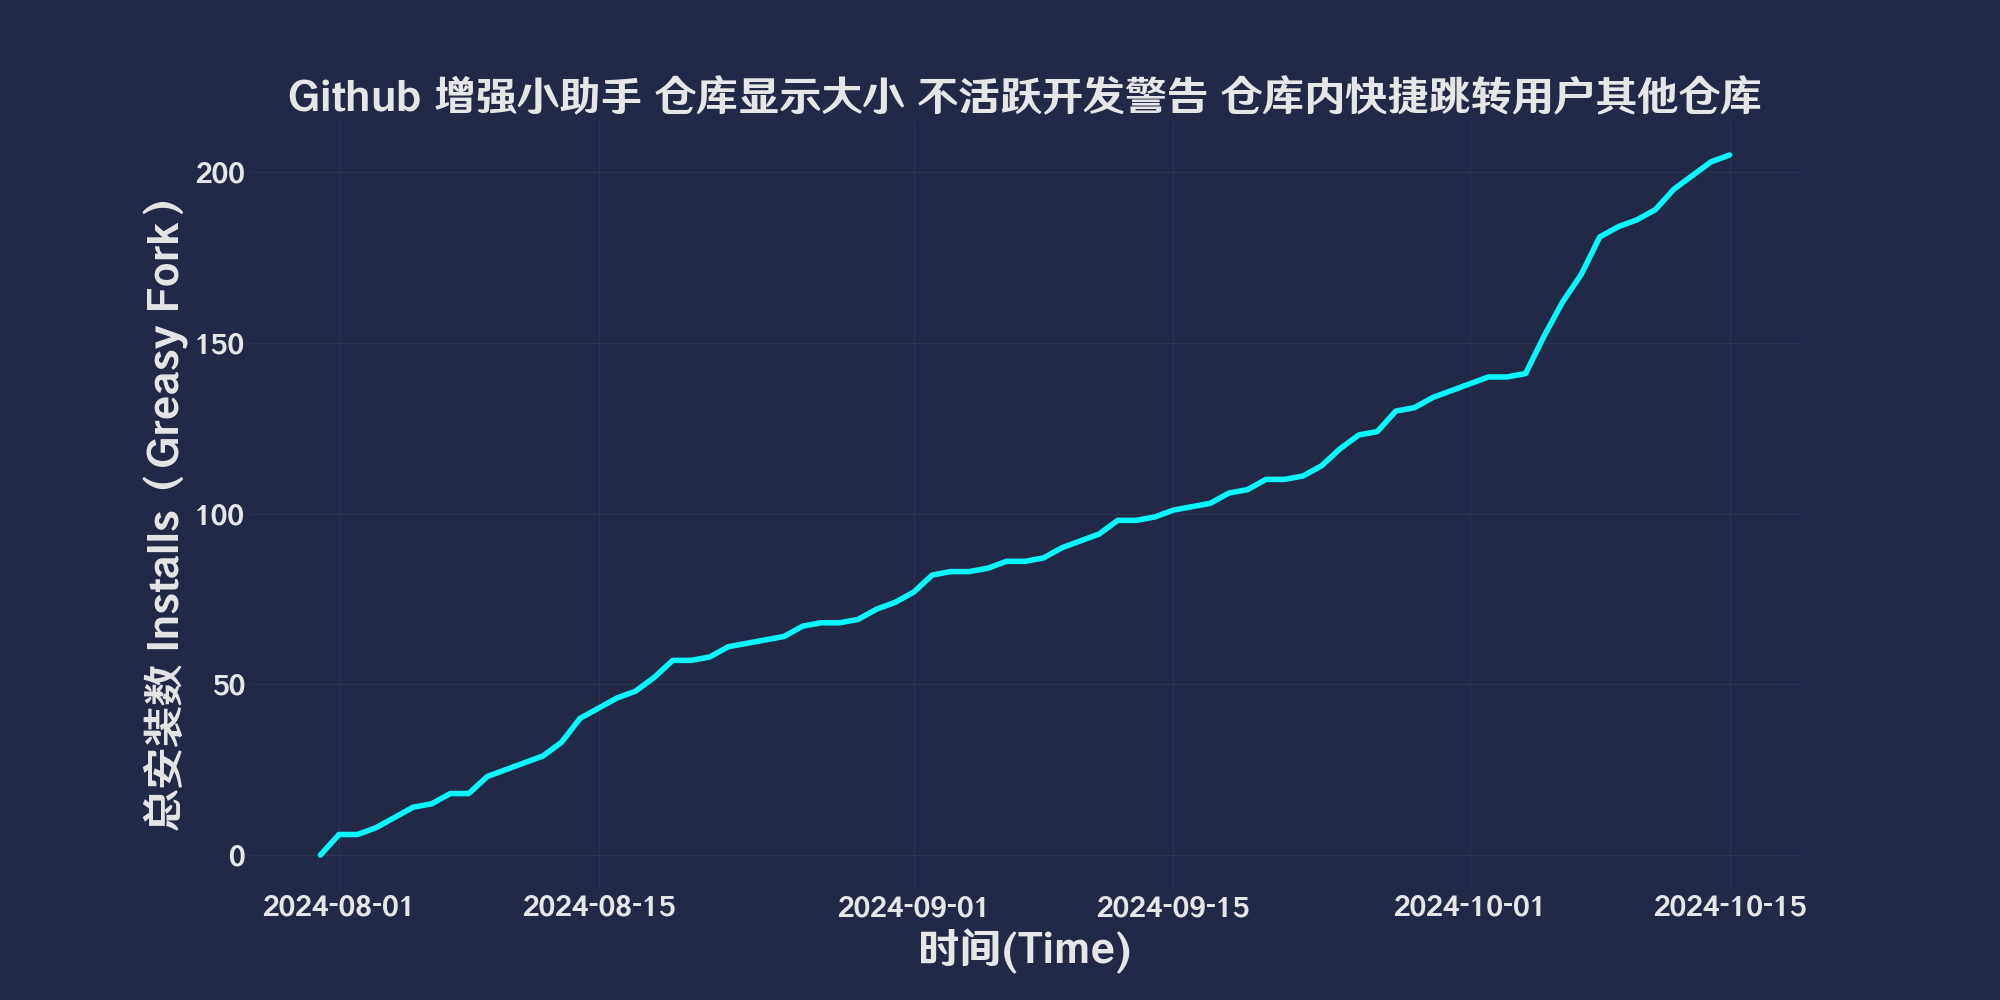 Github 增强小助手 仓库显示大小 不活跃开发警告 仓库内快捷跳转用户其他仓库
总安装数 Installs（Greasy Fork）
200
150
100
50
0
2024-08-01 2024-08-15 2024-09-01 2024-09-15 2024-10-01 2024-10-15
时间(Time)